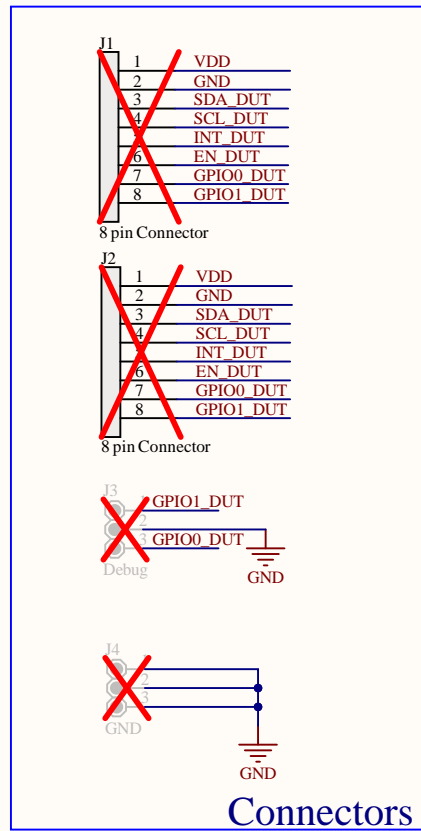 J1
1 VDD
2 GND
3 SDA_DUT
4 SCL_DUT
INT_DUT
6 EN_DUT
7 GPIO0_DUT
8 GPIO1_DUT
8 pin Connector
J2
1 VDD
2 GND
3 SDA_DUT
4 SCL_DUT
INT_DUT
6 EN_DUT
7 GPIO0_DUT
8 GPIO1_DUT
8 pin Connector
J3
1 GPIO1_DUT
2
3 GPIO0_DUT
Debug
GND
J4
1
2
3
GND
GND
Connectors